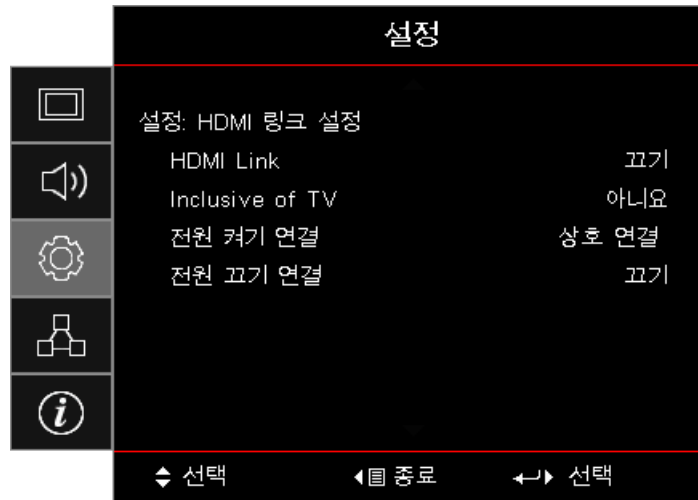 설정
설정: HDMI 링크 설정
HDMI Link 끄기
Inclusive of TV 아니요
전원 켜기 연결 상호 연결
전원 끄기 연결 끄기
선택 종료 선택